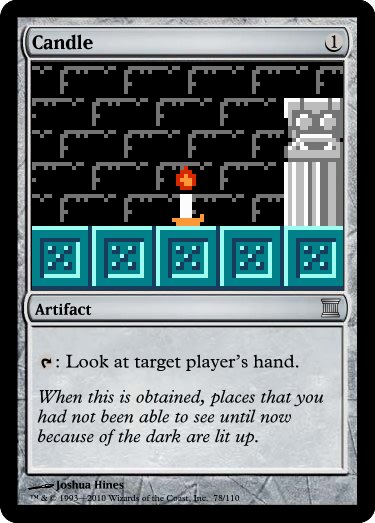 Candle 1
Artifact
: Look at target player's hand.
When this is obtained, places that you
had not been able to see until now
because of the dark are lit up.
Joshua Hines
™ & © 1993—2010 Wizards of the Coast, Inc. 78/110